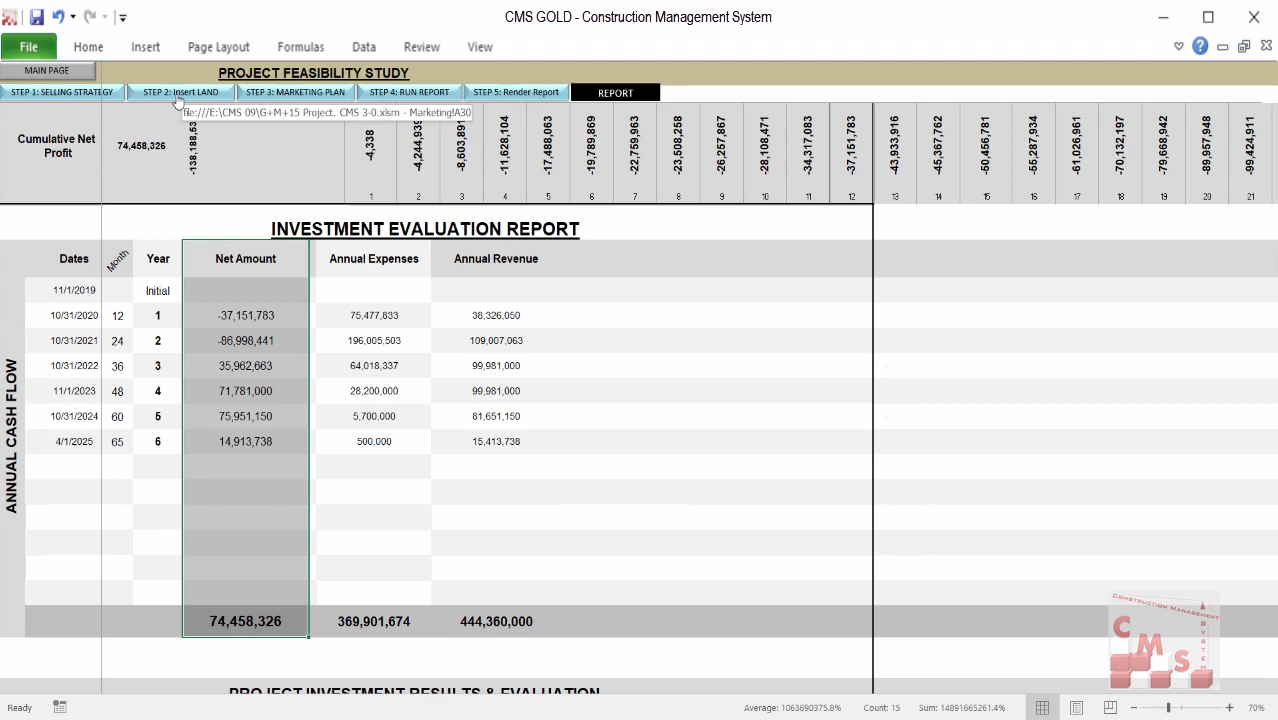 CMS GOLD - Construction Management System
File Home Insert Page Layout Formulas Data Review View
MAIN PAGE
PROJECT FEASIBILITY STUDY
STEP 1: SELLING STRATEGY STEP 2: Insert LAND STEP 3: MARKETING PLAN STEP 4: RUN REPORT STEP 5: Render Report REPORT
file:///E:\CMS 09\G+M+15 Project. CMS 3-0.xlsm - Marketing!A30
Cumulative Net Profit 74,458,326 -138,188,53 -4,338 -4,244,939 -8,603,891 -11,628,104 -17,488,063 -19,789,869 -22,759,963 -23,508,258 -26,257,867 -28,108,471 -34,317,083 -37,151,783 -43,933,916 -45,367,762 -50,456,781 -55,287,934 -61,026,961 -70,132,197 -79,668,942 -89,957,948 -99,424,911
1 2 3 4 5 6 7 8 9 10 11 12 13 14 15 16 17 18 19 20 21
INVESTMENT EVALUATION REPORT
Dates Month Year Net Amount Annual Expenses Annual Revenue
ANNUAL CASH FLOW
11/1/2019 Initial
10/31/2020 12 1 -37,151,783 75,477,833 38,326,050
10/31/2021 24 2 -86,998,441 196,005,503 109,007,063
10/31/2022 36 3 35,962,663 64,018,337 99,981,000
11/1/2023 48 4 71,781,000 28,200,000 99,981,000
10/31/2024 60 5 75,951,150 5,700,000 81,651,150
4/1/2025 65 6 14,913,738 500,000 15,413,738
74,458,326 369,901,674 444,360,000
CONSTRUCTION MANAGEMENT SYSTEM
CMS
PROJECT INVESTMENT RESULTS & EVALUATION
Ready Average: 1063690375.8% Count: 15 Sum: 14891665261.4% 70%